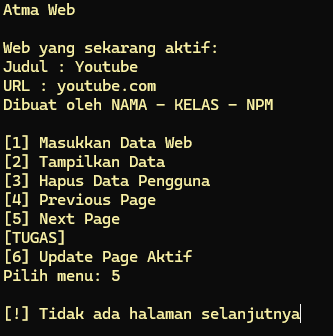 Atma Web
Web yang sekarang aktif:
Judul : Youtube
URL : youtube.com
Dibuat oleh NAMA - KELAS - NPM
[1] Masukkan Data Web
[2] Tampilkan Data
[3] Hapus Data Pengguna
[4] Previous Page
[5] Next Page
[TUGAS]
[6] Update Page Aktif
Pilih menu: 5
[!] Tidak ada halaman selanjutnya